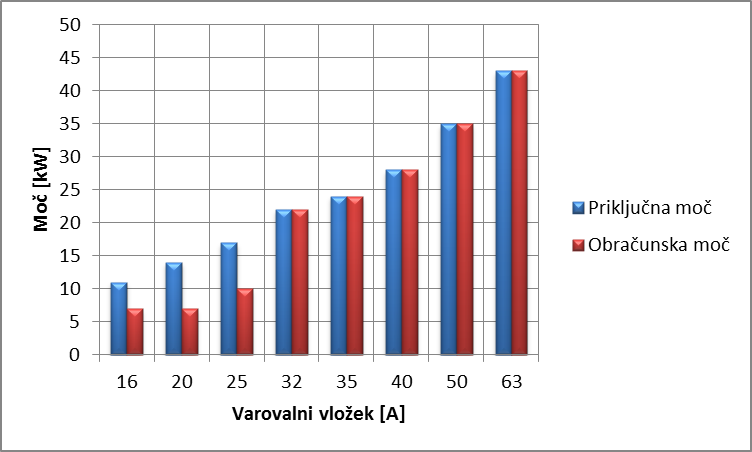 50
45
40
35
30
25
20
15
10
5
0
Moč [kW]
16 20 25 32 35 40 50 63
Varovalni vložek [A]
Priključna moč
Obračunska moč